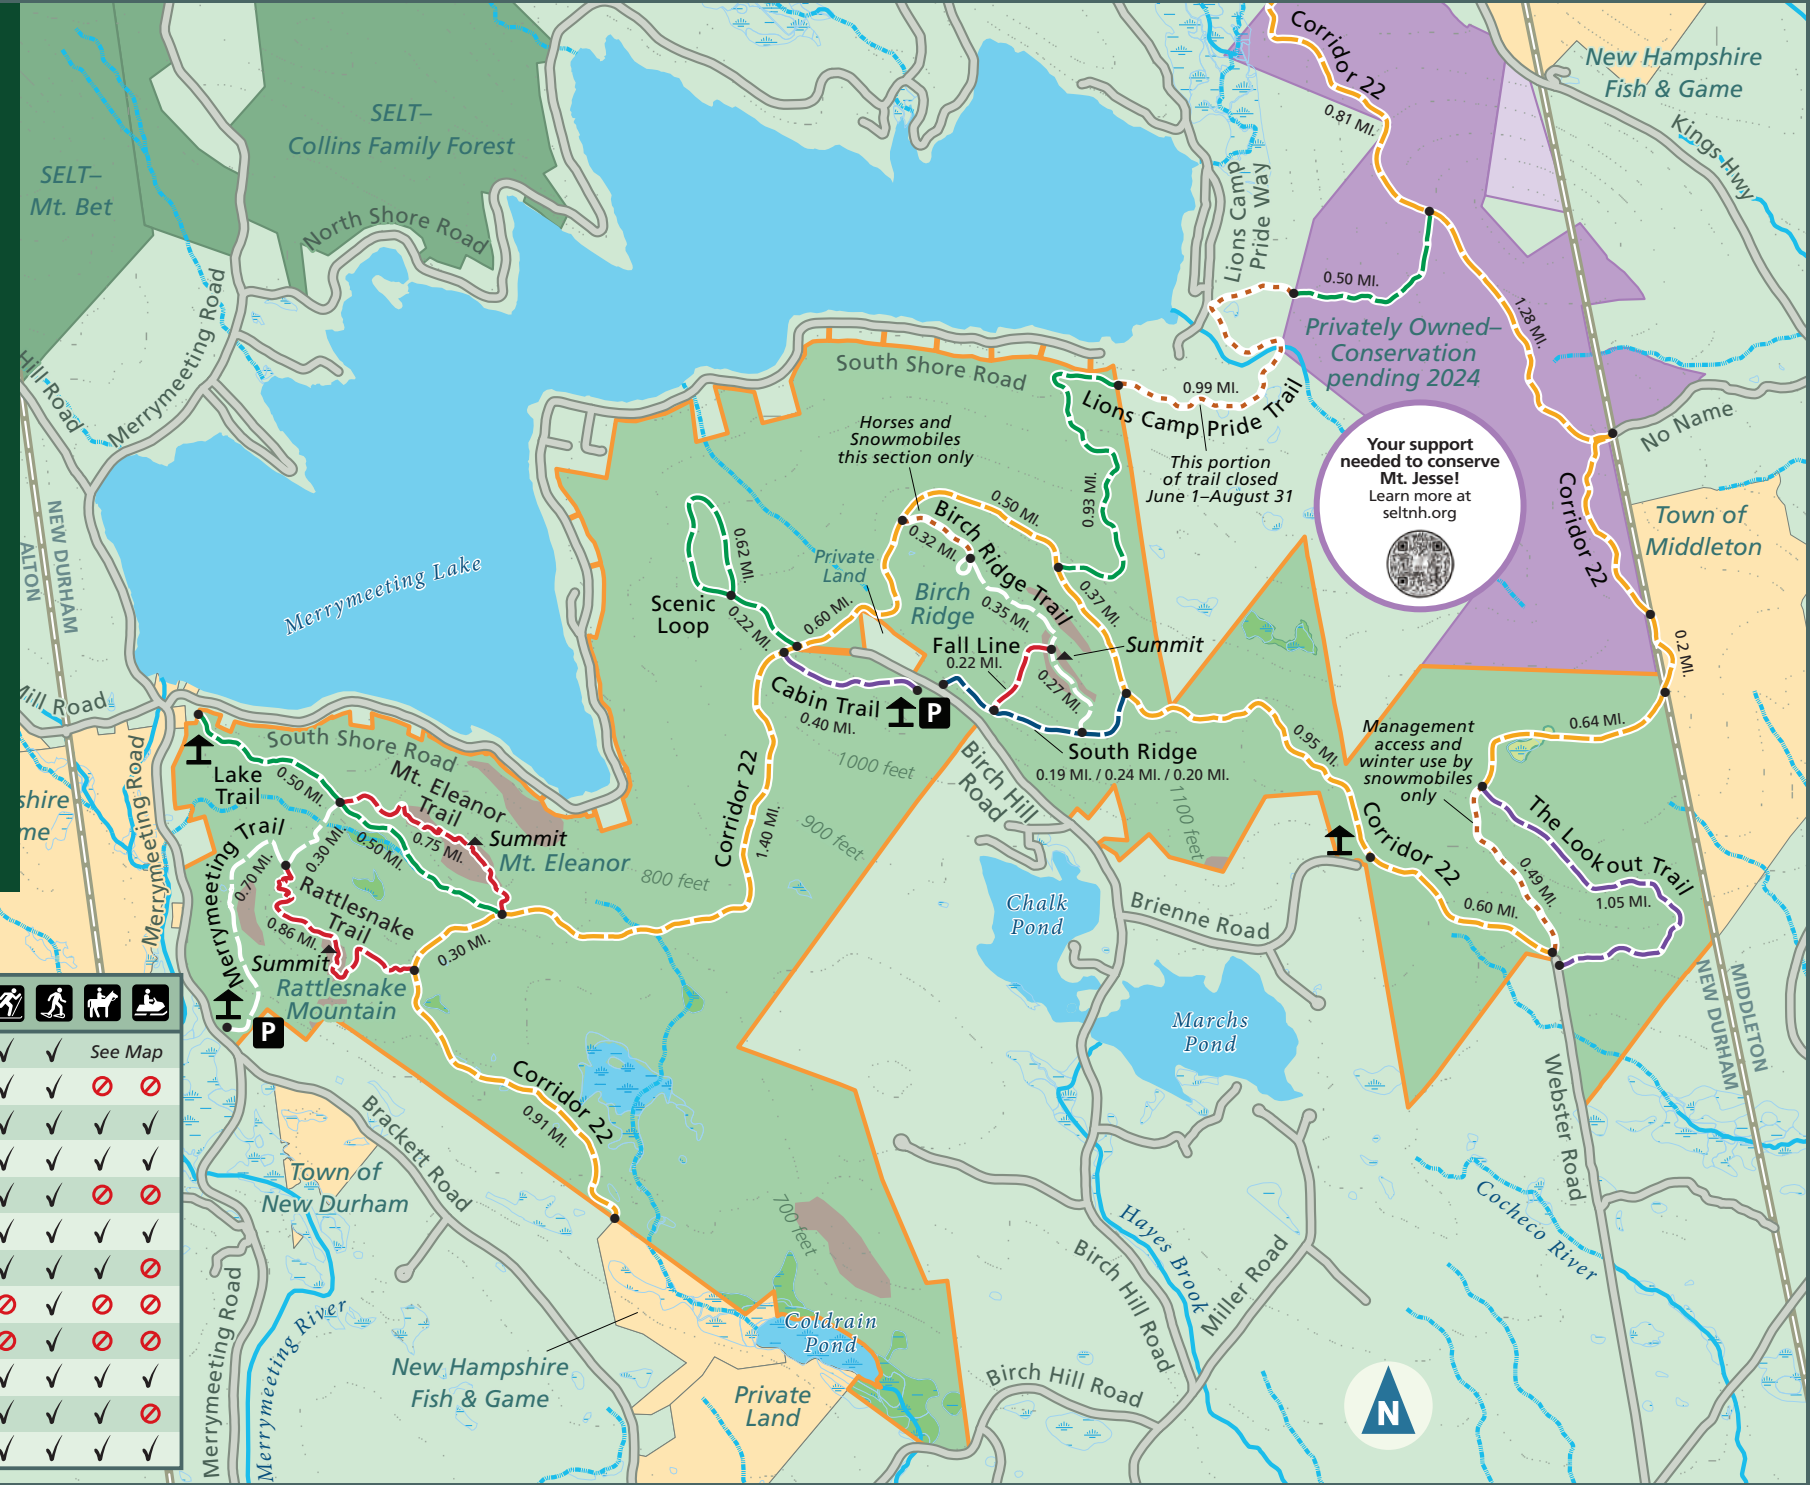 Corridor 22
0.81 MI.
New Hampshire
Fish & Game
Kings Hwy
SELT–
Collins Family Forest
SELT–
Mt. Bet
North Shore Road
Merrymeeting Road
Hill Road
Lions Camp
Pride Way
0.50 MI.
1.28 MI.
Privately Owned–
Conservation
pending 2024
South Shore Road
0.99 MI.
Lions Camp Pride Trail
This portion
of trail closed
June 1–August 31
No Name
Your support
needed to conserve
Mt. Jesse!
Learn more at
seltnh.org
Corridor 22
Town of
Middleton
NEW DURHAM
ALTON
Merrymeeting Lake
Horses and
Snowmobiles
this section only
0.50 MI.
0.93 MI.
Birch Ridge Trail
0.32 MI.
0.62 MI.
Private
Land
Birch
Ridge
0.35 MI.
0.37 MI.
Scenic
Loop
0.22 MI.
0.60 MI.
Fall Line
0.22 MI.
Summit
0.27 MI.
0.2 MI.
Cabin Trail
0.40 MI.
P
South Ridge
0.19 MI. / 0.24 MI. / 0.20 MI.
0.95 MI.
0.64 MI.
Management
access and
winter use by
snowmobiles
only
Mill Road
Merrymeeting Road
South Shore Road
Lake
Trail
0.50 MI.
Mt. Eleanor
Trail
0.75 MI.
Summit
Mt. Eleanor
0.50 MI.
0.30 MI.
Merrymeeting Trail
0.70 MI.
Rattlesnake
Trail
0.86 MI.
Summit
Rattlesnake
Mountain
0.30 MI.
P
Corridor 22
1.40 MI.
1000 feet
900 feet
800 feet
Birch Hill
Road
1100 feet
Corridor 22
0.60 MI.
0.49 MI.
The Lookout Trail
1.05 MI.
shire
me
Chalk
Pond
Brienne Road
Marchs
Pond
MIDDLETON
NEW DURHAM
Webster Road
See Map
Corridor 22
0.91 MI.
Brackett Road
Town of
New Durham
700 feet
Merrymeeting Road
Merrymeeting River
New Hampshire
Fish & Game
Coldrain
Pond
Private
Land
Birch Hill Road
Hayes Brook
Birch Hill Road
Miller Road
Cocheco River
N